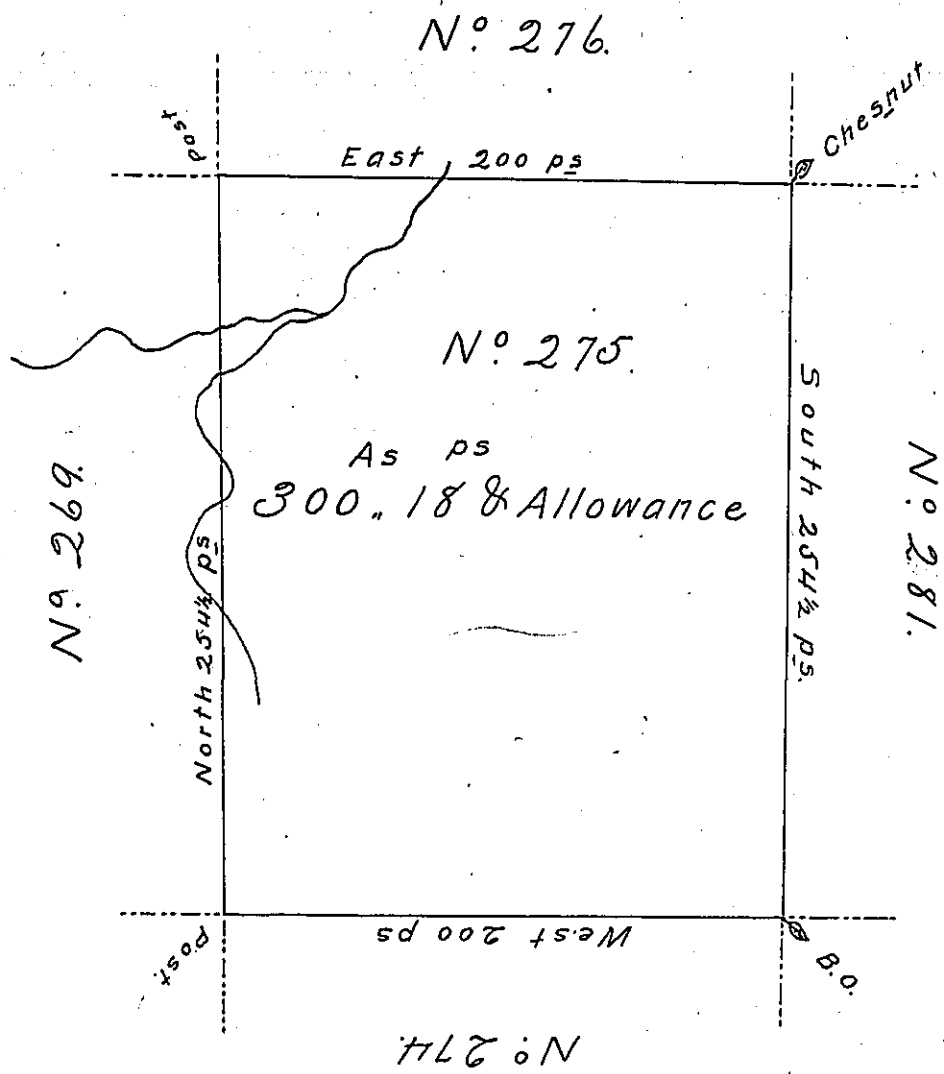 Nº 276.
post
Chesnut
East 200 ps
Nº 275.
As ps
300,, 18 & Allowance
Nº 269.
North 254½ ps
South 254½ ps.
Nº 281.
West 200 ps
post.
Nº 274